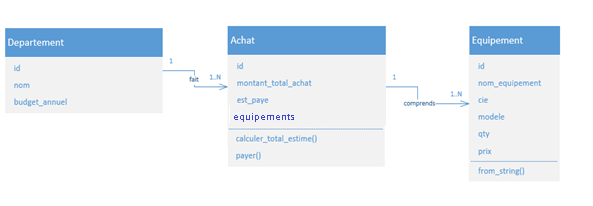 Departement
id
nom
budget_annuel
1
fait
1..N
Achat
id
montant_total_achat
est_paye
equipements
calculer_total_estime()
payer()
1
comprends
1..N
Equipement
id
nom_equipement
cie
modele
qty
prix
from_string()